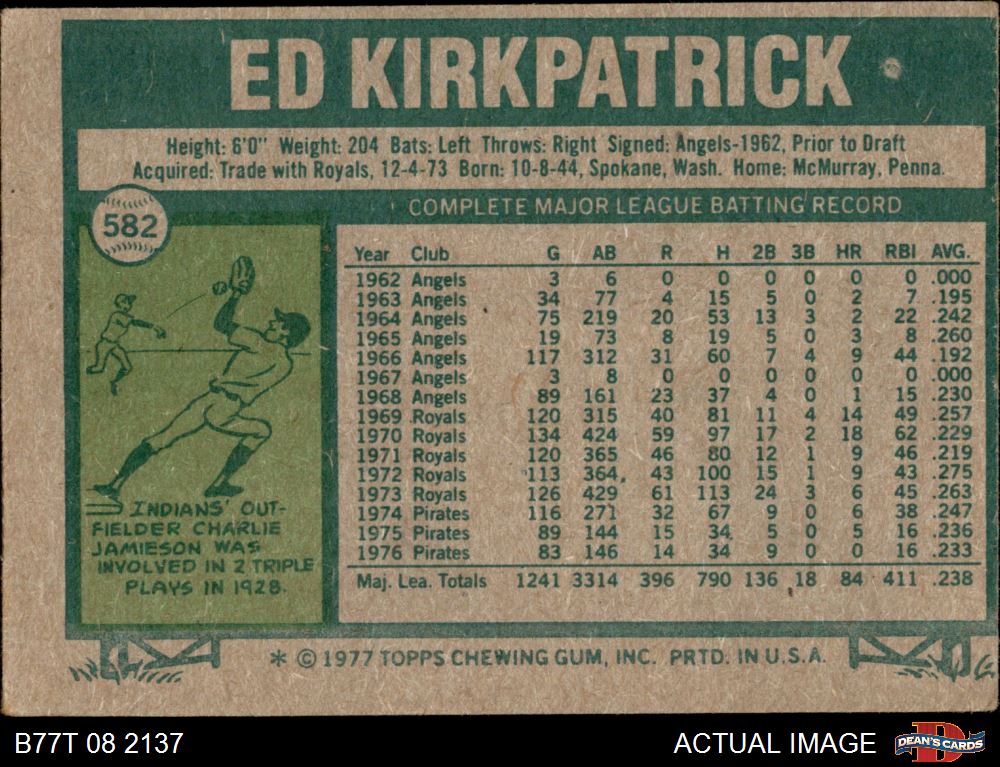 ED KIRKPATRICK
Height: 6'0" Weight: 204 Bats: Left Throws: Right Signed: Angels-1962, Prior to Draft
Acquired: Trade with Royals, 12-4-73 Born: 10-8-44, Spokane, Wash. Home: McMurray, Penna.
582
COMPLETE MAJOR LEAGUE BATTING RECORD
Year Club G AB R H 2B 3B HR RBI AVG.
1962 Angels 3 6 0 0 0 0 0 0 .000
1963 Angels 34 77 4 15 5 0 2 7 .195
1964 Angels 75 219 20 53 13 3 2 22 .242
1965 Angels 19 73 8 19 5 0 3 8 .260
1966 Angels 117 312 31 60 7 4 9 44 .192
1967 Angels 3 8 0 0 0 0 0 0 .000
1968 Angels 89 161 23 37 4 0 1 15 .230
1969 Royals 120 315 40 81 11 4 14 49 .257
1970 Royals 134 424 59 97 17 2 18 62 .229
1971 Royals 120 365 46 80 12 1 9 46 .219
1972 Royals 113 364 43 100 15 1 9 43 .275
1973 Royals 126 429 61 113 24 3 6 45 .263
1974 Pirates 116 271 32 67 9 0 6 38 .247
1975 Pirates 89 144 15 34 5 0 5 16 .236
1976 Pirates 83 146 14 34 9 0 0 16 .233
Maj. Lea. Totals 1241 3314 396 790 136 18 84 411 .238
INDIANS' OUT-
FIELDER CHARLIE
JAMIESON WAS
INVOLVED IN 2 TRIPLE
PLAYS IN 1928.
* © 1977 TOPPS CHEWING GUM, INC. PRTD. IN U.S.A.
B77T 08 2137
ACTUAL IMAGE
DEAN'S CARDS